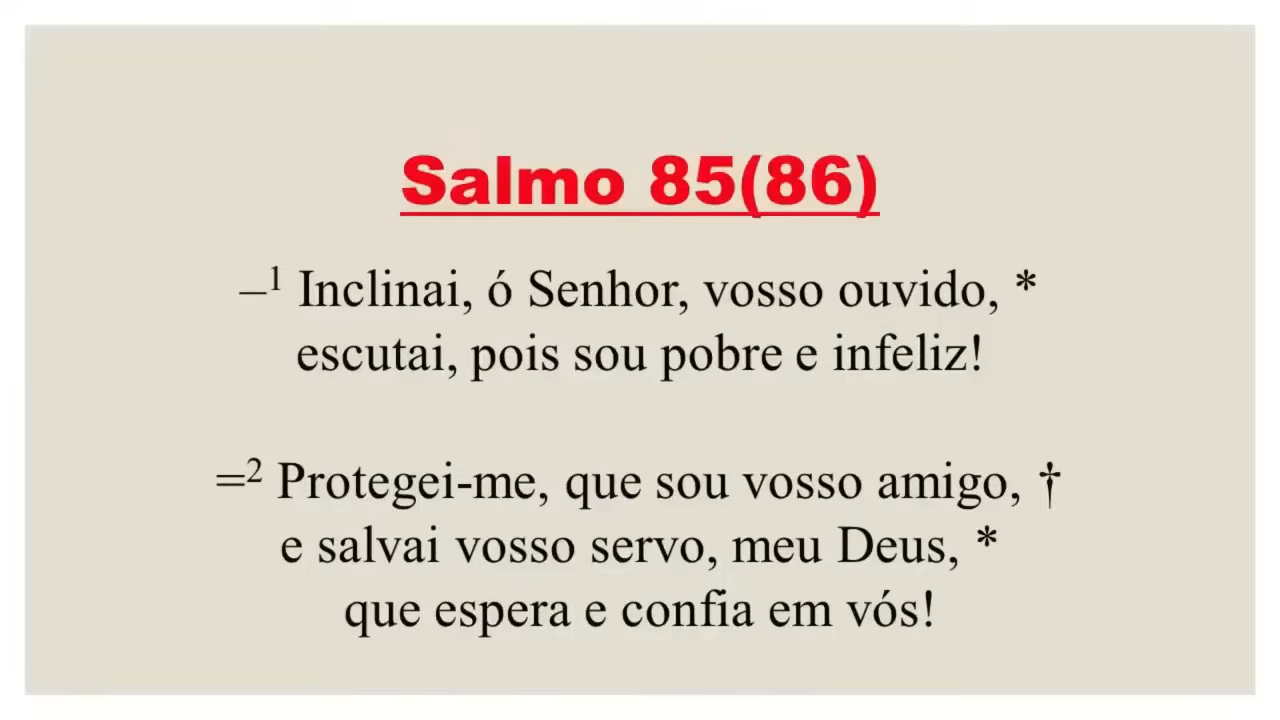 Salmo 85(86)
–¹ Inclinai, ó Senhor, vosso ouvido, *
escutai, pois sou pobre e infeliz!
=² Protegei-me, que sou vosso amigo, †
e salvai vosso servo, meu Deus, *
que espera e confia em vós!